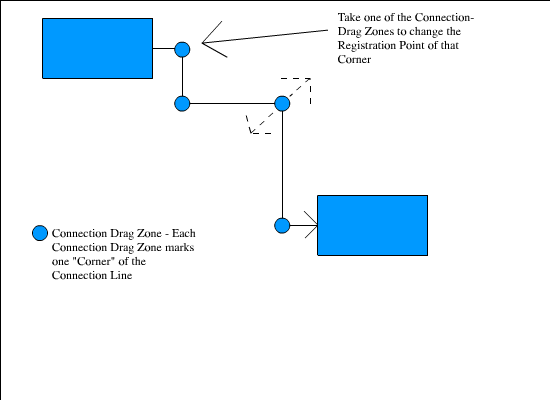 Take one of the Connection-
Drag Zones to change the
Registration Point of that
Corner
Connection Drag Zone - Each
Connection Drag Zone marks
one "Corner" of the
Connection Line